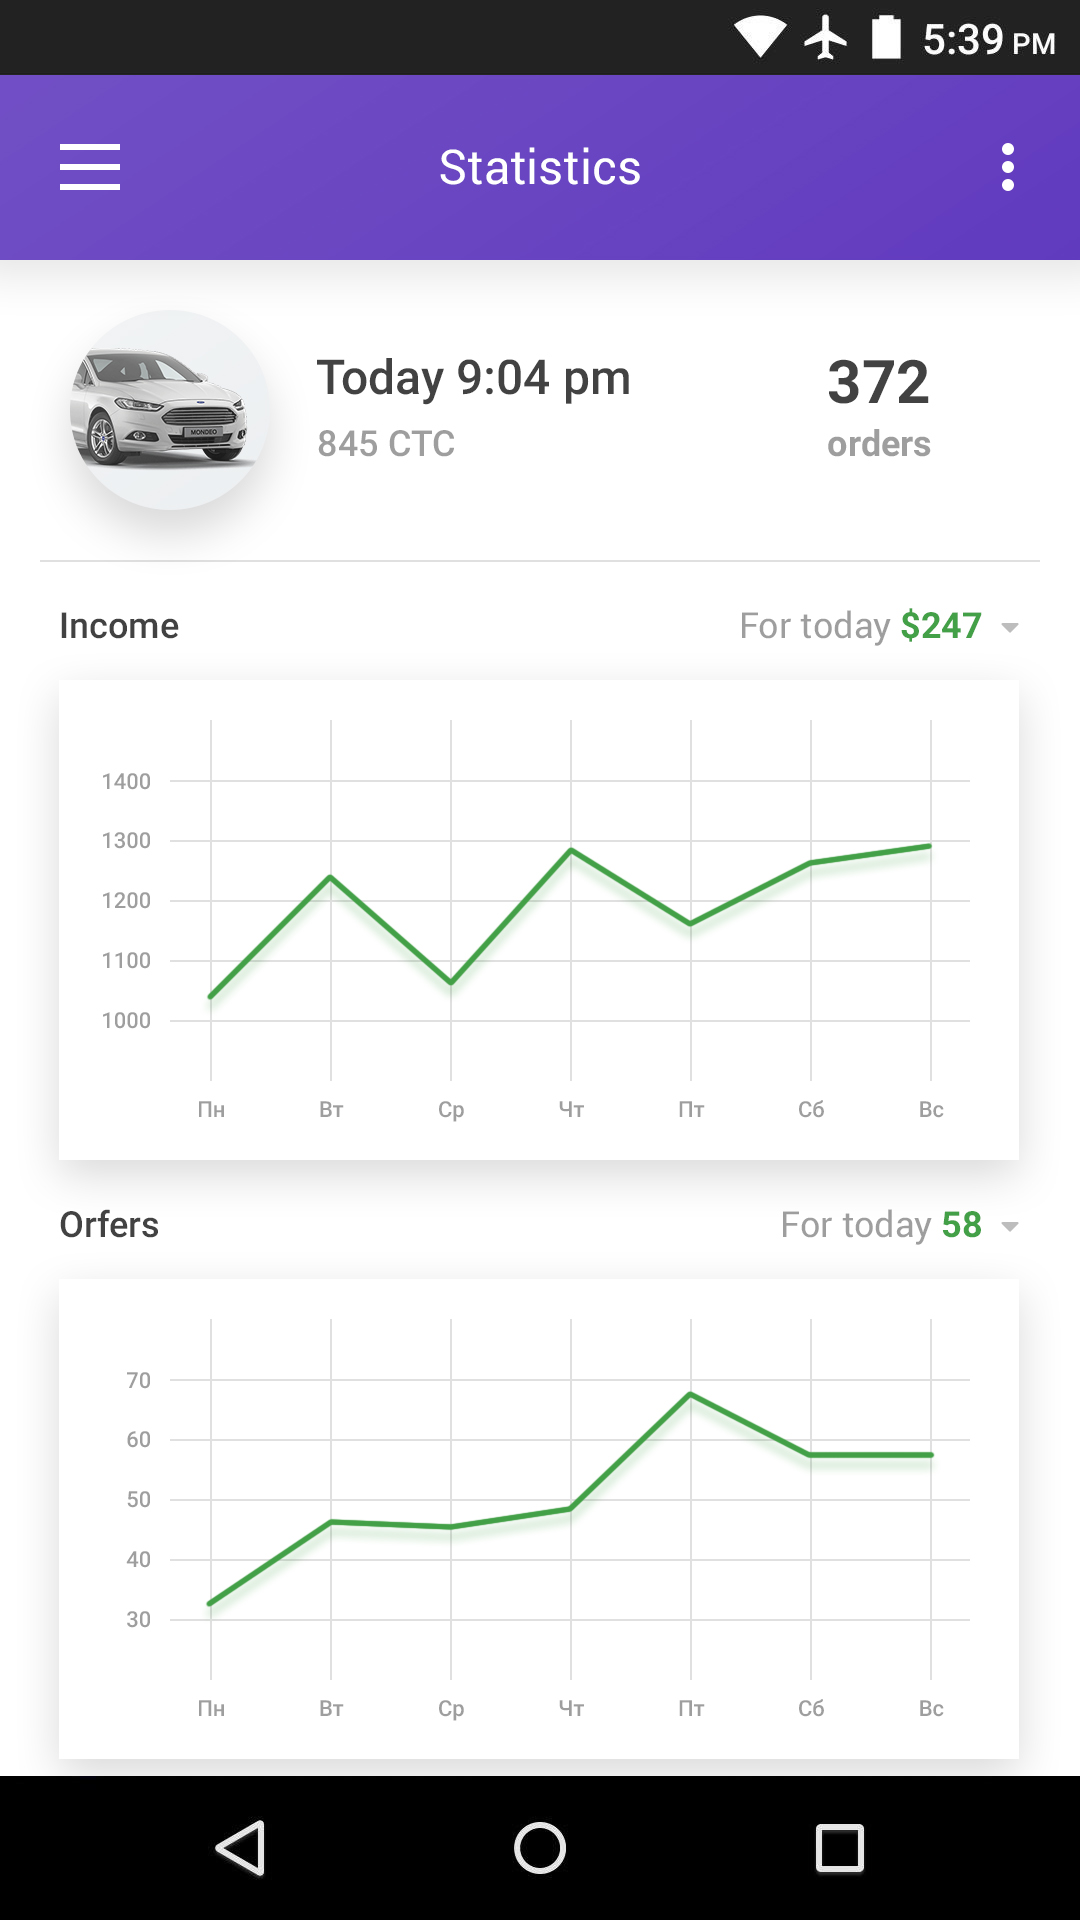 5:39 PM
Statistics
Today 9:04 pm
845 CTC
372
orders
MONDEO
Income
For today $247
1400
1300
1200
1100
1000
Пн Вт Ср Чт Пт Сб Вс
Orfers
For today 58
70
60
50
40
30
Пн Вт Ср Чт Пт Сб Вс